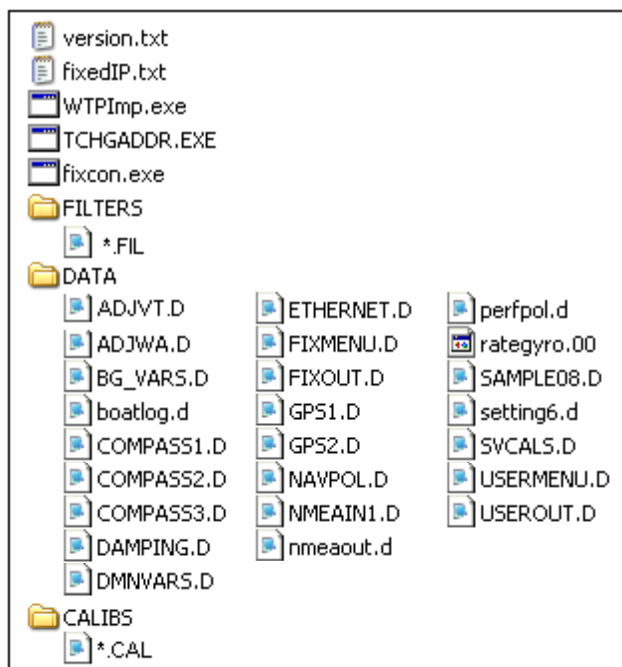 version.txt
fixedIP.txt
WTPImp.exe
TCHGADDR.EXE
fixcon.exe
FILTERS
*.FIL
DATA
ADJVT.D
ADJWA.D
BG_VARS.D
boatlog.d
COMPASS1.D
COMPASS2.D
COMPASS3.D
DAMPING.D
DMNVARS.D
ETHERNET.D
FIXMENU.D
FIXOUT.D
GPS1.D
GPS2.D
NAVPOL.D
NMEAIN1.D
nmeaout.d
perfpol.d
rategyro.00
SAMPLE08.D
setting6.d
SVCALS.D
USERMENU.D
USEROUT.D
CALIBS
*.CAL